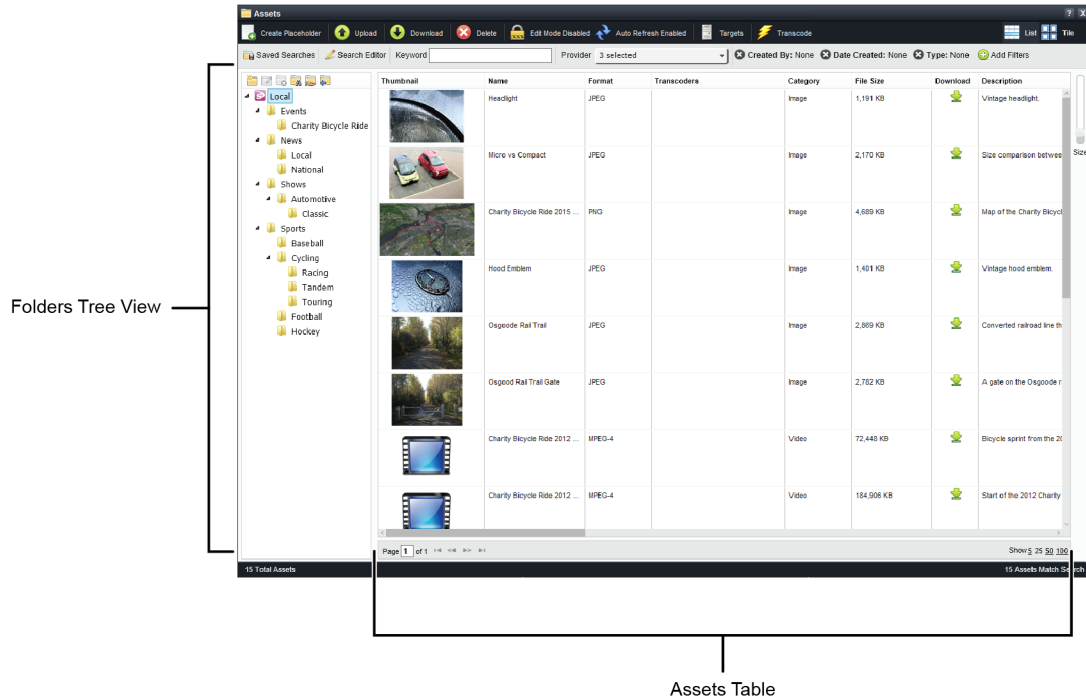 Assets ? X
Create Placeholder Upload Download Delete Edit Mode Disabled Auto Refresh Enabled Targets Transcode List Tile
Saved Searches Search Editor Keyword Provider 3 selected Created By: None Date Created: None Type: None Add Filters
Local
Events
Charity Bicycle Ride
News
Local
National
Shows
Automotive
Classic
Sports
Baseball
Cycling
Racing
Tandem
Touring
Football
Hockey
Thumbnail Name Format Transcoders Category File Size Download Description
Headlight JPEG Image 1,191 KB Vintage headlight.
Micro vs Compact JPEG Image 2,170 KB Size comparison betwee
Charity Bicycle Ride 2015 ... PNG Image 4,689 KB Map of the Charity Bicycl
Hood Emblem JPEG Image 1,401 KB Vintage hood emblem.
Osgoode Rail Trail JPEG Image 2,869 KB Converted railroad line th
Osgood Rail Trail Gate JPEG Image 2,782 KB A gate on the Osgoode r
Charity Bicycle Ride 2012 ... MPEG-4 Video 72,448 KB Bicycle sprint from the 20
Charity Bicycle Ride 2012 ... MPEG-4 Video 184,906 KB Start of the 2012 Charity
Size
Page 1 of 1 Show 5 25 50 100
15 Total Assets 15 Assets Match Search
Folders Tree View
Assets Table